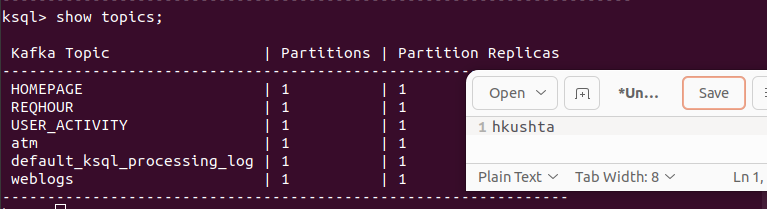 ksql> show topics;
Kafka Topic | Partitions | Partition Replicas
--------------------------------------------------------------
HOMEPAGE | 1 | 1
REQHOUR | 1 | 1
USER_ACTIVITY | 1 | 1
atm | 1 | 1
default_ksql_processing_log | 1 | 1
weblogs | 1 | 1
--------------------------------------------------------------
Open *Un... Save
1 hkushta
Plain Text Tab Width: 8 Ln 1,